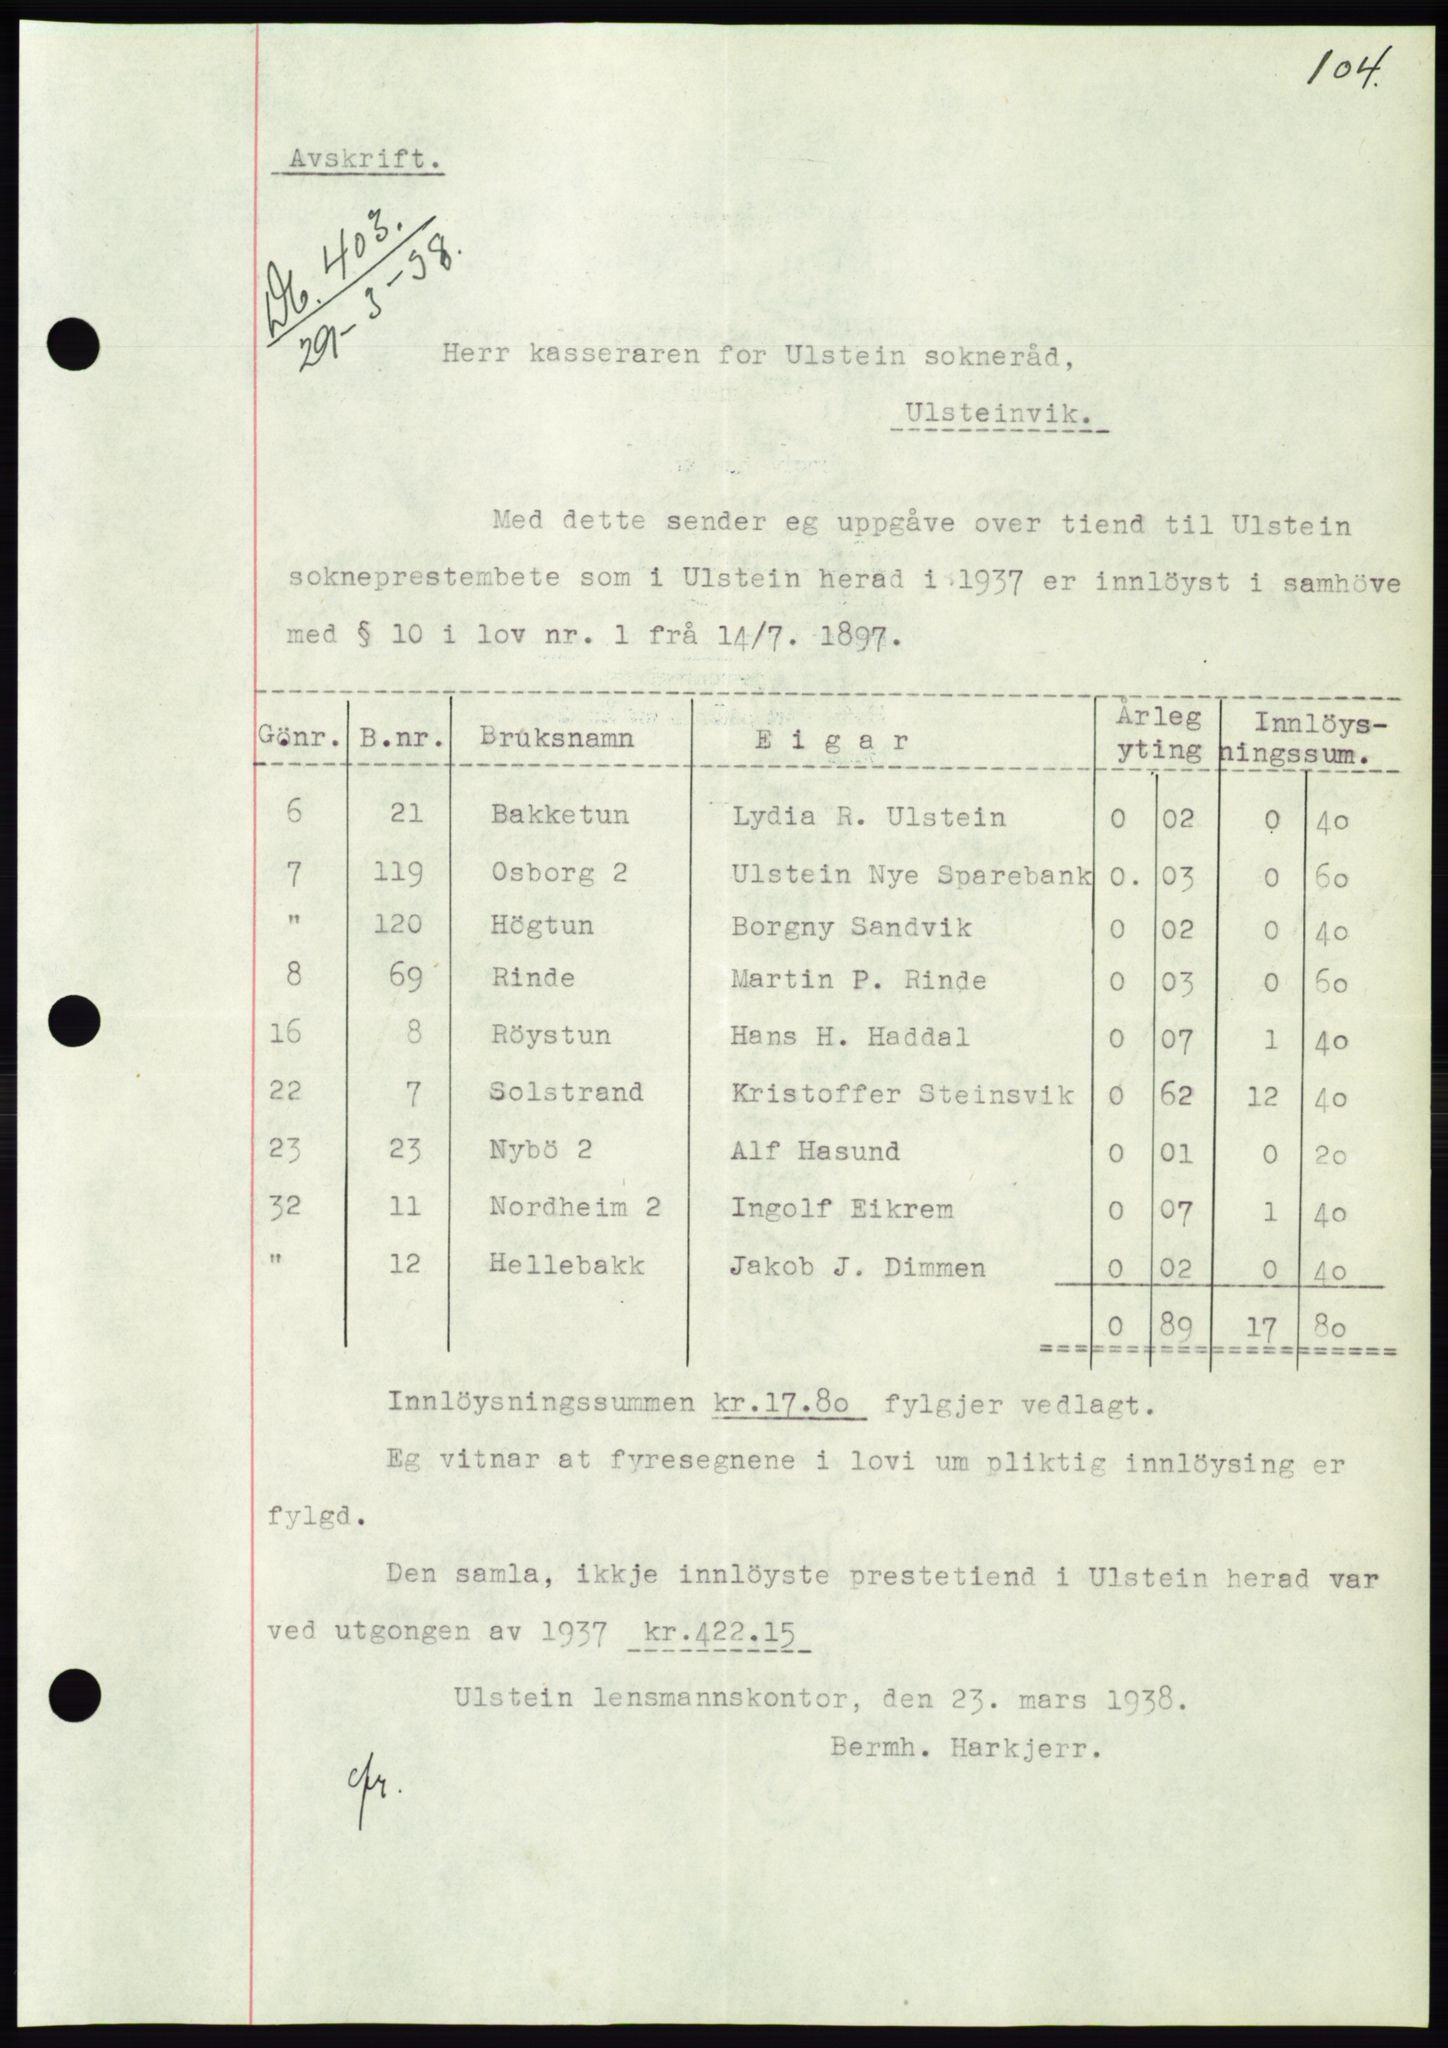 104.
Avskrift.
Db. 403.
29-3-38.
Herr kasseraren for Ulstein sokneråd,
Ulsteinvik.
Med dette sender eg uppgåve over tiend til Ulstein
sokneprestembete som i Ulstein herad i 1937 er innlöyst i samhöve
med § 10 i lov nr. 1 frå 14/7. 1897.
Gönr. B.nr. Bruksnamn E i g a r Årleg yting Innlöys-ningssum.
6 21 Bakketun Lydia R. Ulstein 0 02 0 40
7 119 Osborg 2 Ulstein Nye Sparebank 0. 03 0 60
" 120 Högtun Borgny Sandvik 0 02 0 40
8 69 Rinde Martin P. Rinde 0 03 0 60
16 8 Röystun Hans H. Haddal 0 07 1 40
22 7 Solstrand Kristoffer Steinsvik 0 62 12 40
23 23 Nybö 2 Alf Hasund 0 01 0 20
32 11 Nordheim 2 Ingolf Eikrem 0 07 1 40
" 12 Hellebakk Jakob J. Dimmen 0 02 0 40
0 89 17 80
Innlöysningssummen kr.17.80 fylgjer vedlagt.
Eg vitnar at fyresegnene i lovi um pliktig innlöysing er
fylgd.
Den samla, ikkje innlöyste prestetiend i Ulstein herad var
ved utgongen av 1937 kr.422.15
Ulstein lensmannskontor, den 23. mars 1938.
Bermh. Harkjerr.